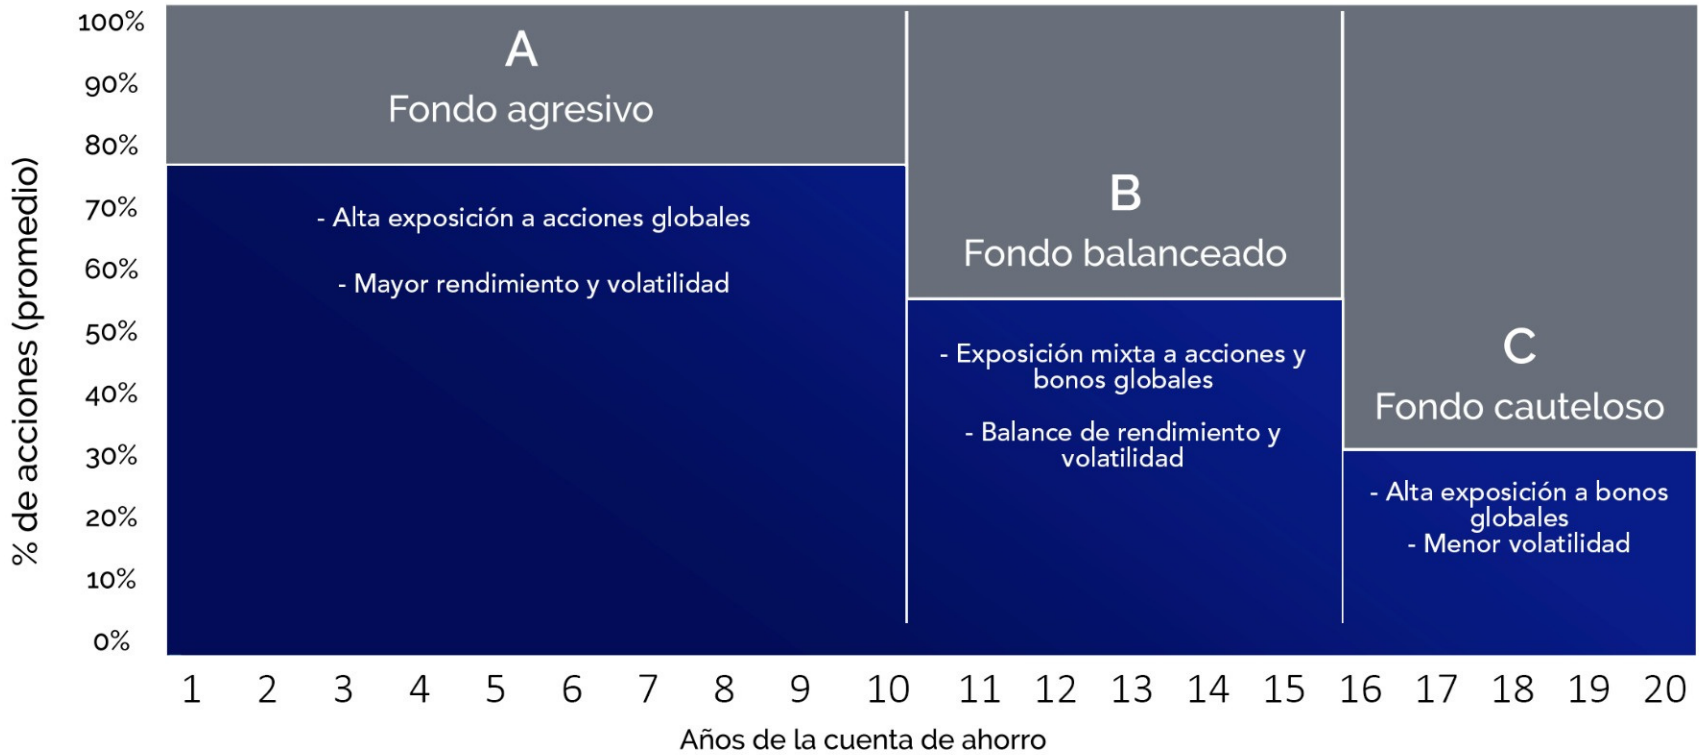 % de acciones (promedio)
100%
90%
80%
70%
60%
50%
40%
30%
20%
10%
0%
A
Fondo agresivo
- Alta exposición a acciones globales
- Mayor rendimiento y volatilidad
B
Fondo balanceado
- Exposición mixta a acciones y
bonos globales
- Balance de rendimiento y
volatilidad
C
Fondo cauteloso
- Alta exposición a bonos
globales
- Menor volatilidad
1 2 3 4 5 6 7 8 9 10 11 12 13 14 15 16 17 18 19 20
Años de la cuenta de ahorro